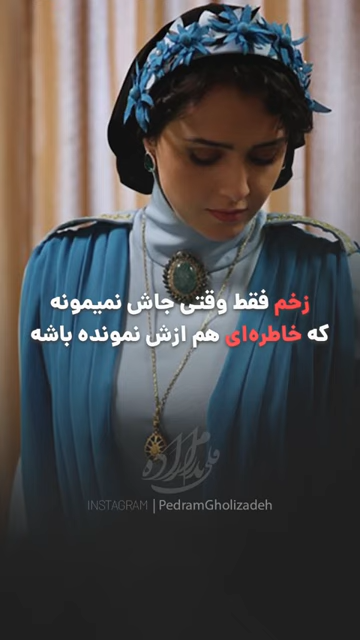 زخم فقط وقتی جاش نمیمونه
که خاطره‌ای هم ازش نمونده باشه
INSTAGRAM | PedramGholizadeh